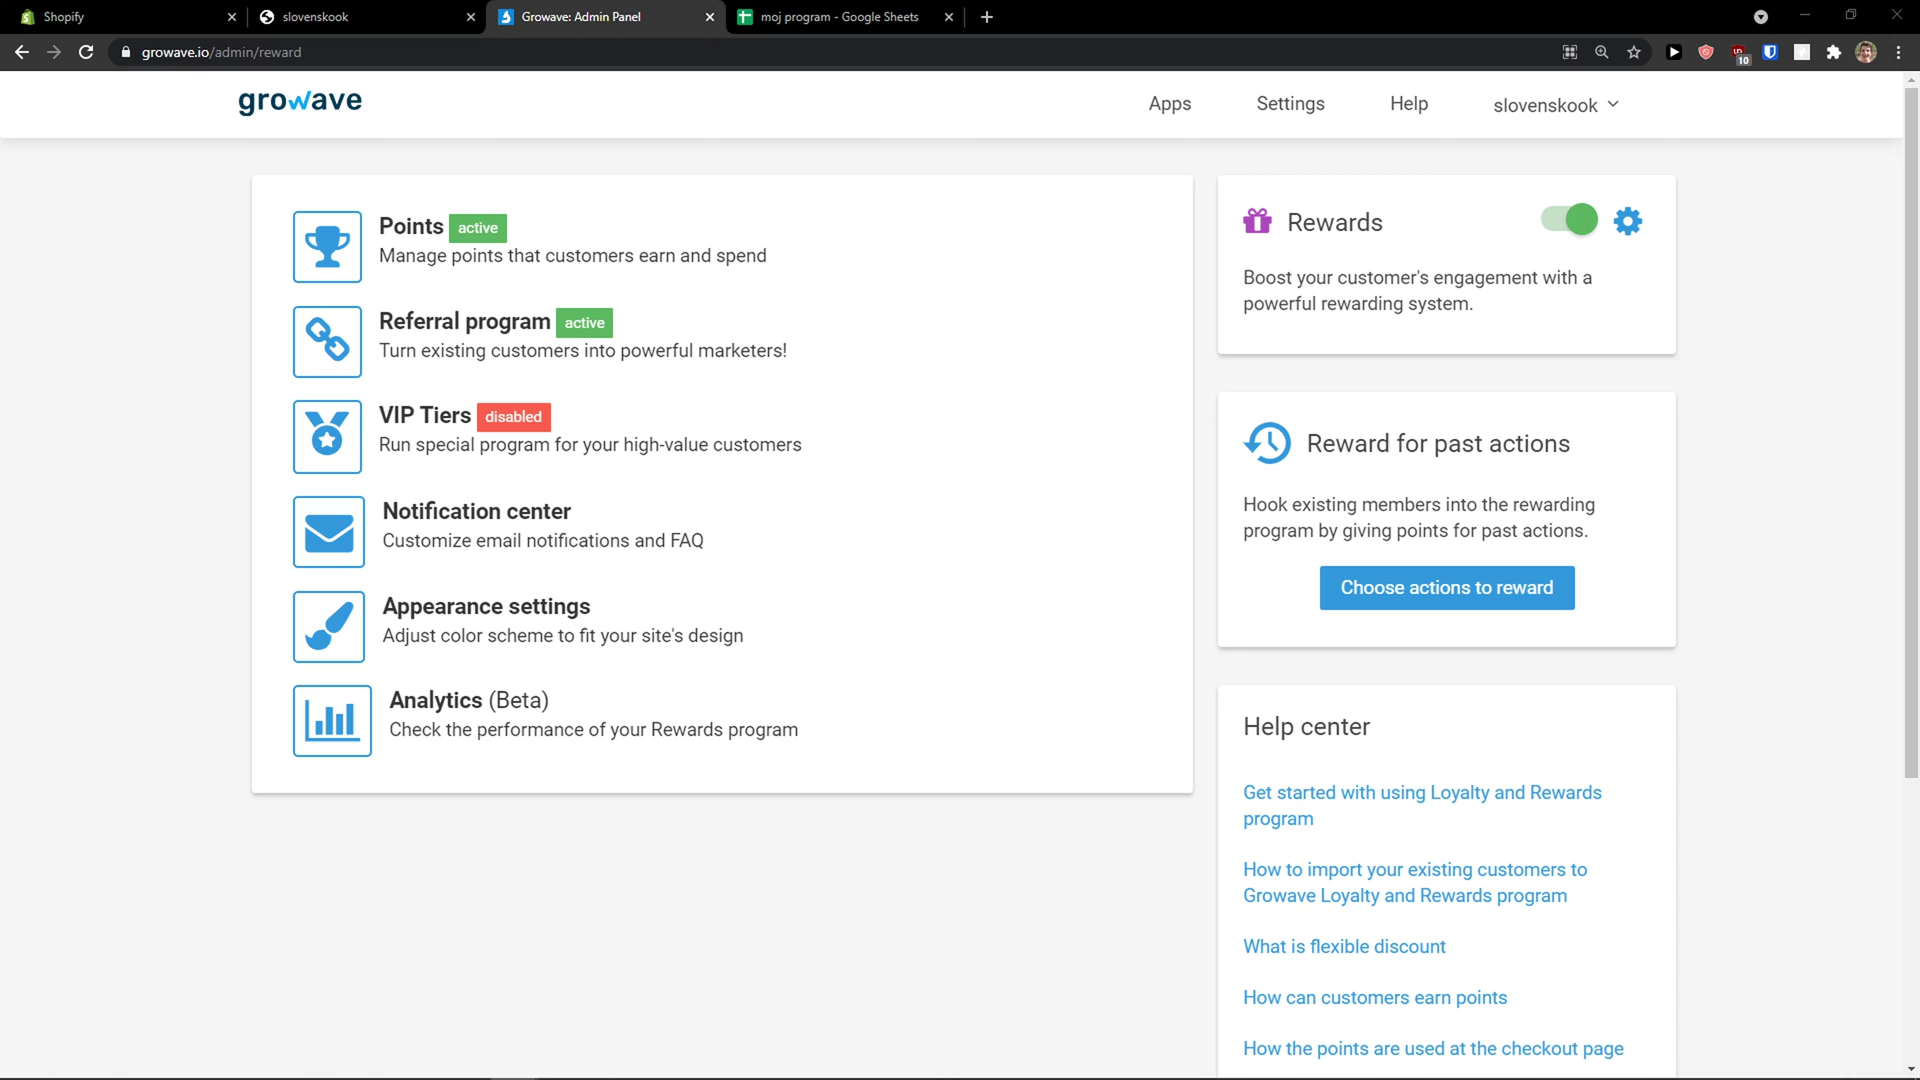 Shopify
slovenskook
Growave: Admin Panel
moj program - Google Sheets
growave.io/admin/reward
10
growave
Apps
Settings
Help
slovenskook
Points active
Manage points that customers earn and spend
Referral program active
Turn existing customers into powerful marketers!
VIP Tiers disabled
Run special program for your high-value customers
Notification center
Customize email notifications and FAQ
Appearance settings
Adjust color scheme to fit your site's design
Analytics (Beta)
Check the performance of your Rewards program
Rewards
Boost your customer's engagement with a
powerful rewarding system.
Reward for past actions
Hook existing members into the rewarding
program by giving points for past actions.
Choose actions to reward
Help center
Get started with using Loyalty and Rewards
program
How to import your existing customers to
Growave Loyalty and Rewards program
What is flexible discount
How can customers earn points
How the points are used at the checkout page